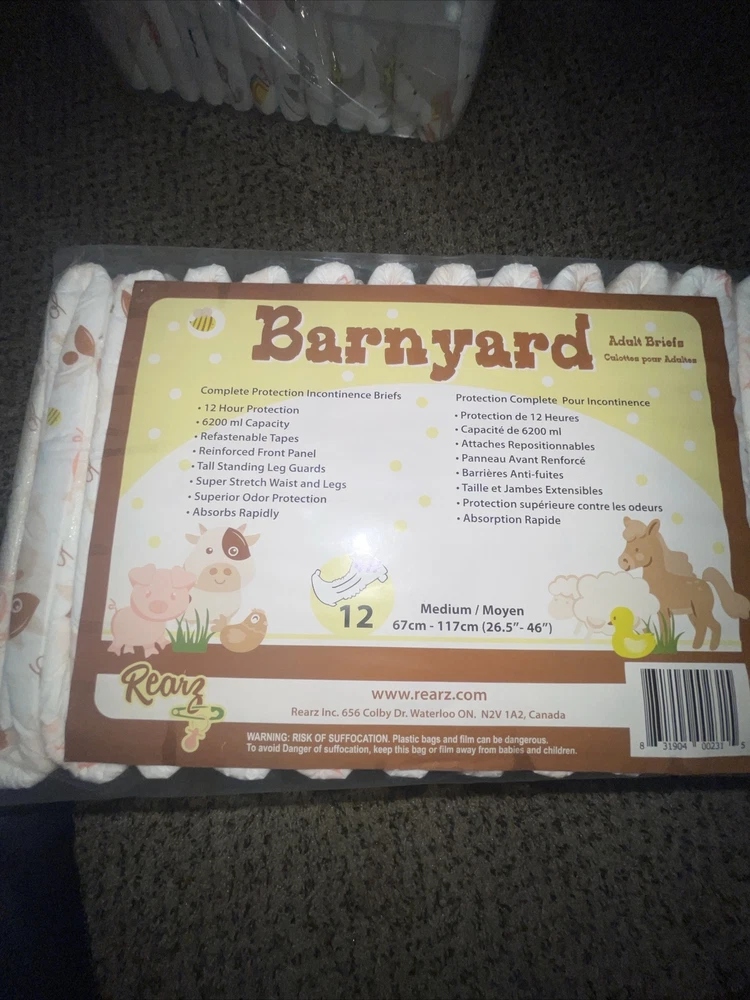 Barnyard
Adult Briefs
Culottes pour Adultes
Complete Protection Incontinence Briefs
• 12 Hour Protection
• 6200 ml Capacity
• Refastenable Tapes
• Reinforced Front Panel
• Tall Standing Leg Guards
• Super Stretch Waist and Legs
• Superior Odor Protection
• Absorbs Rapidly
Protection Complete Pour Incontinence
• Protection de 12 Heures
• Capacité de 6200 ml
• Attaches Repositionnables
• Panneau Avant Renforcé
• Barrières Anti-fuites
• Taille et Jambes Extensibles
• Protection supérieure contre les odeurs
• Absorption Rapide
12
Medium / Moyen
67cm - 117cm (26.5”- 46”)
Rearz
www.rearz.com
Rearz Inc. 656 Colby Dr. Waterloo ON. N2V 1A2, Canada
WARNING: RISK OF SUFFOCATION. Plastic bags and film can be dangerous.
To avoid Danger of suffocation, keep this bag or film away from babies and children.
8 31904 00231 5